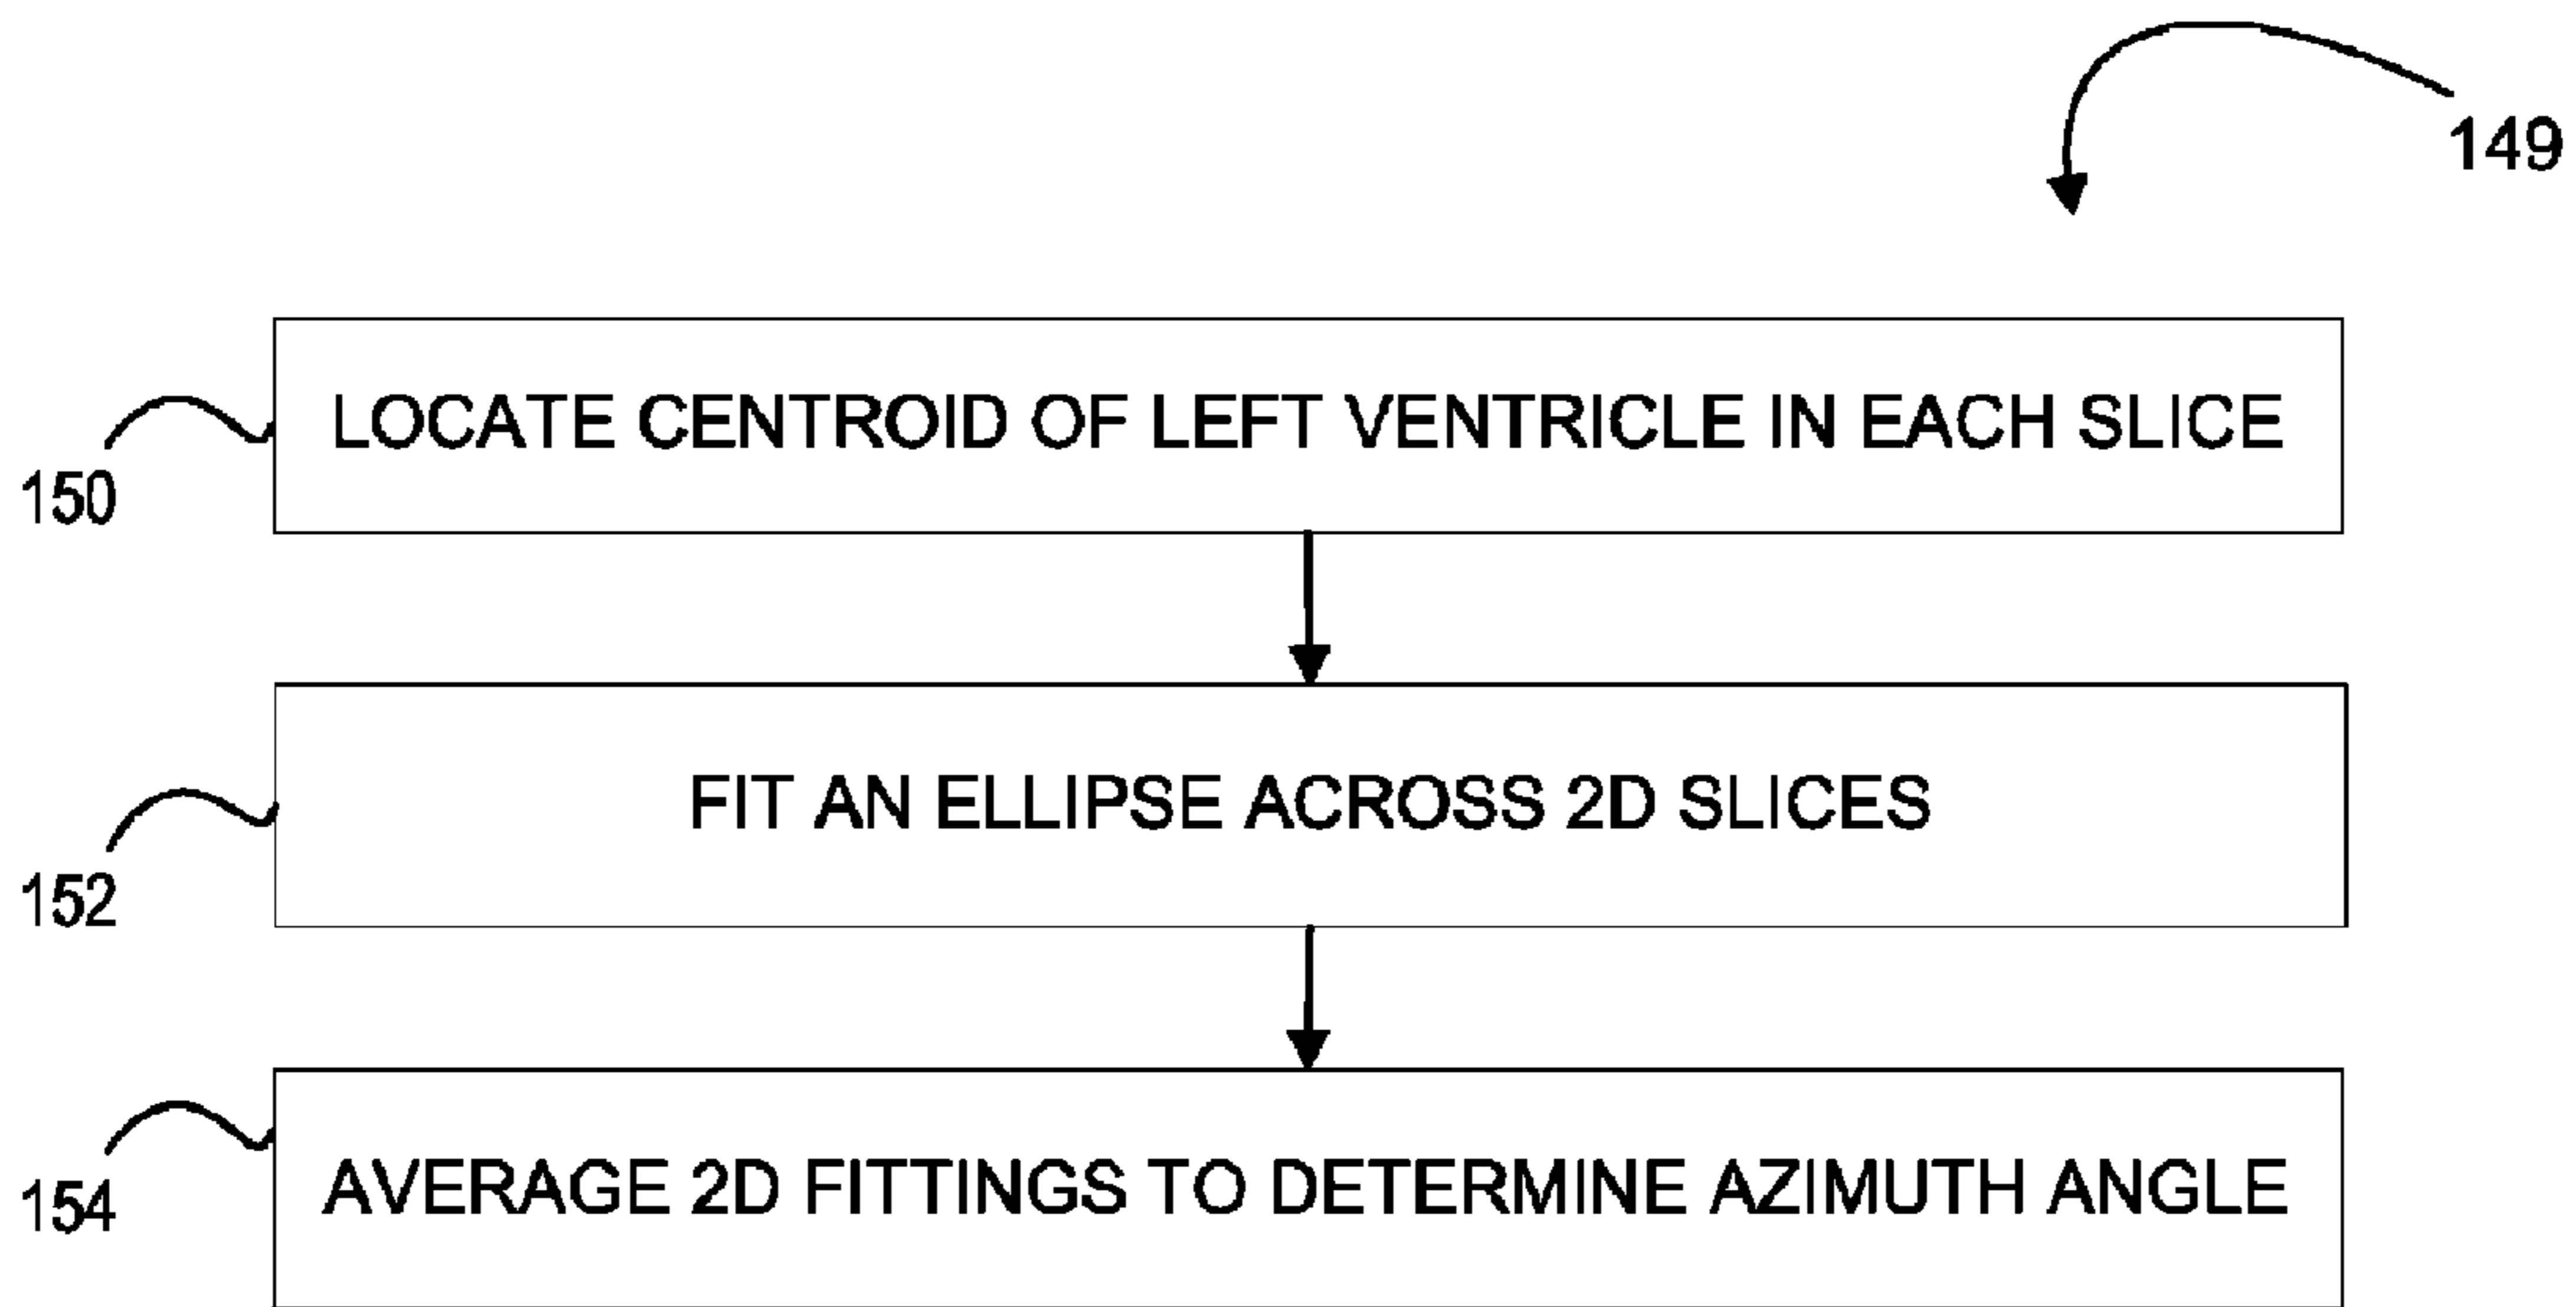 149
LOCATE CENTROID OF LEFT VENTRICLE IN EACH SLICE
150
FIT AN ELLIPSE ACROSS 2D SLICES
152
AVERAGE 2D FITTINGS TO DETERMINE AZIMUTH ANGLE
154